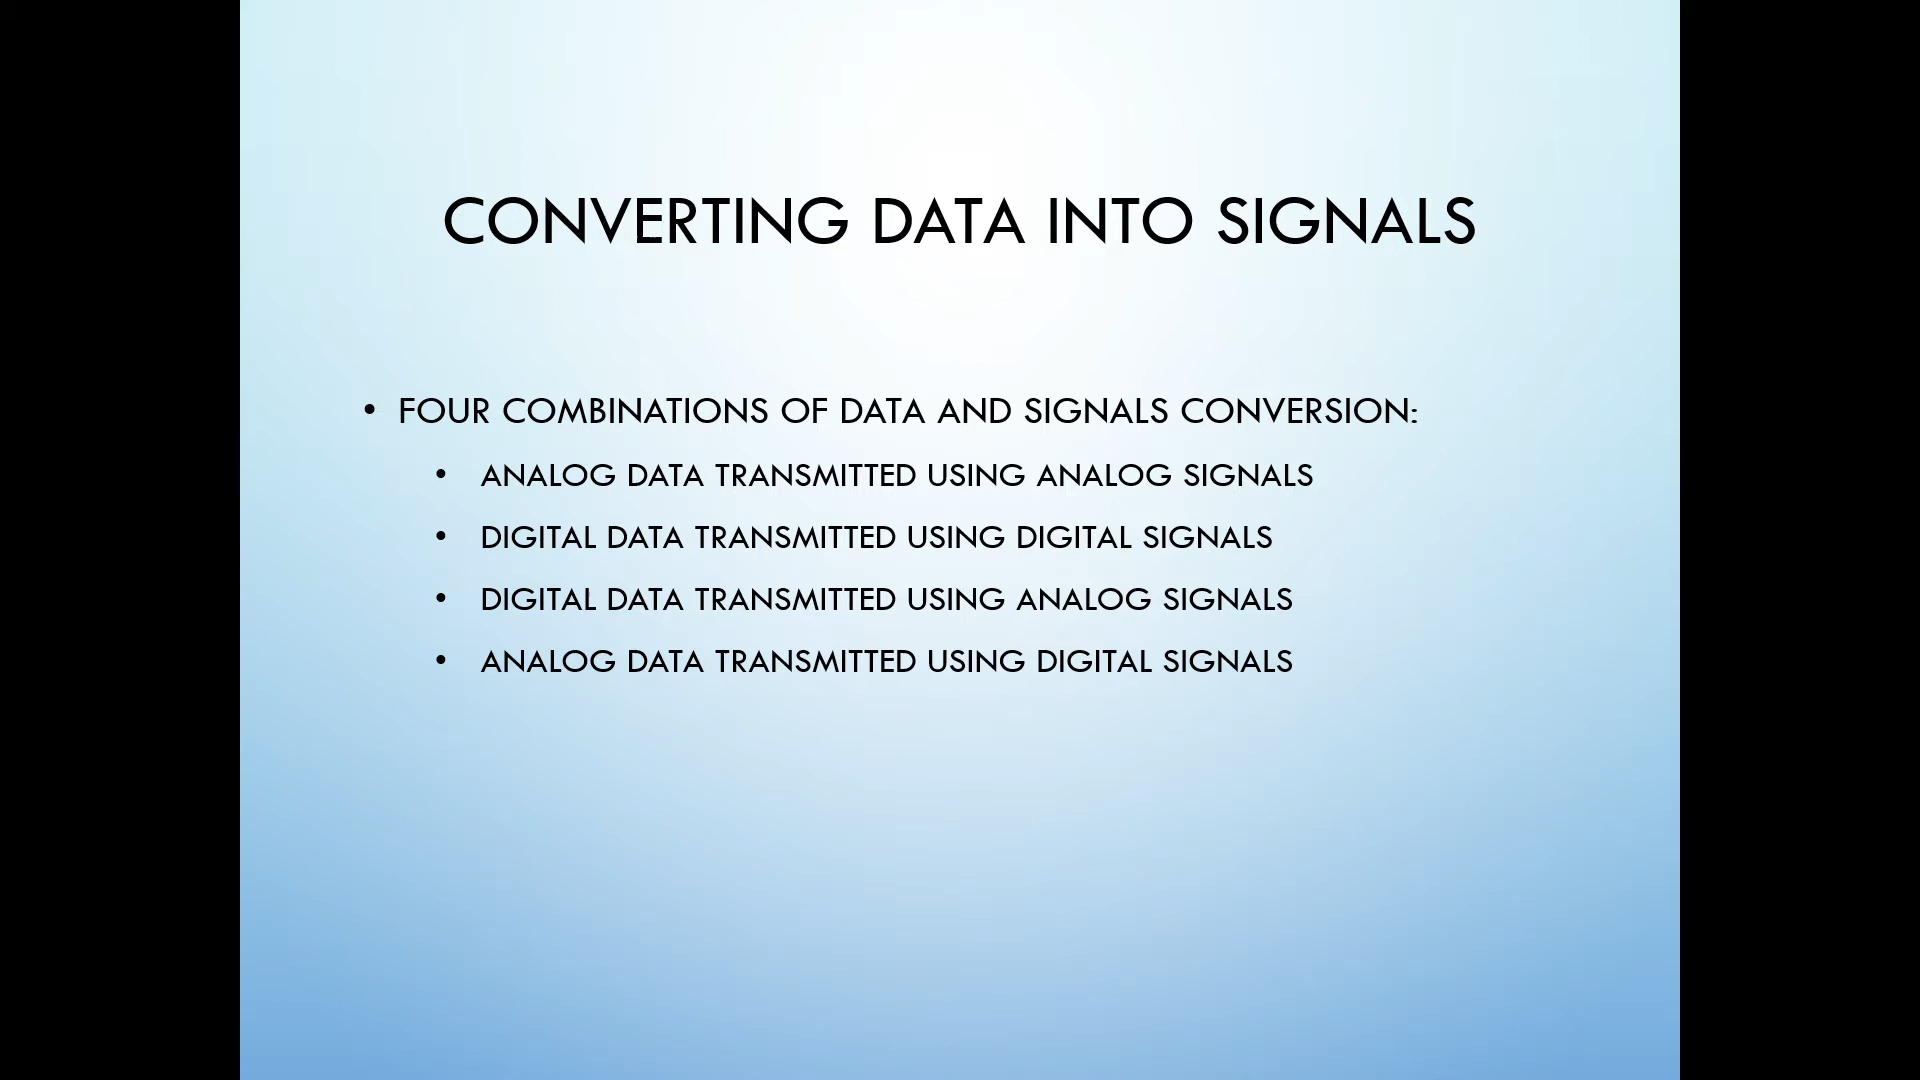 CONVERTING DATA INTO SIGNALS
• FOUR COMBINATIONS OF DATA AND SIGNALS CONVERSION:
• ANALOG DATA TRANSMITTED USING ANALOG SIGNALS
• DIGITAL DATA TRANSMITTED USING DIGITAL SIGNALS
• DIGITAL DATA TRANSMITTED USING ANALOG SIGNALS
• ANALOG DATA TRANSMITTED USING DIGITAL SIGNALS